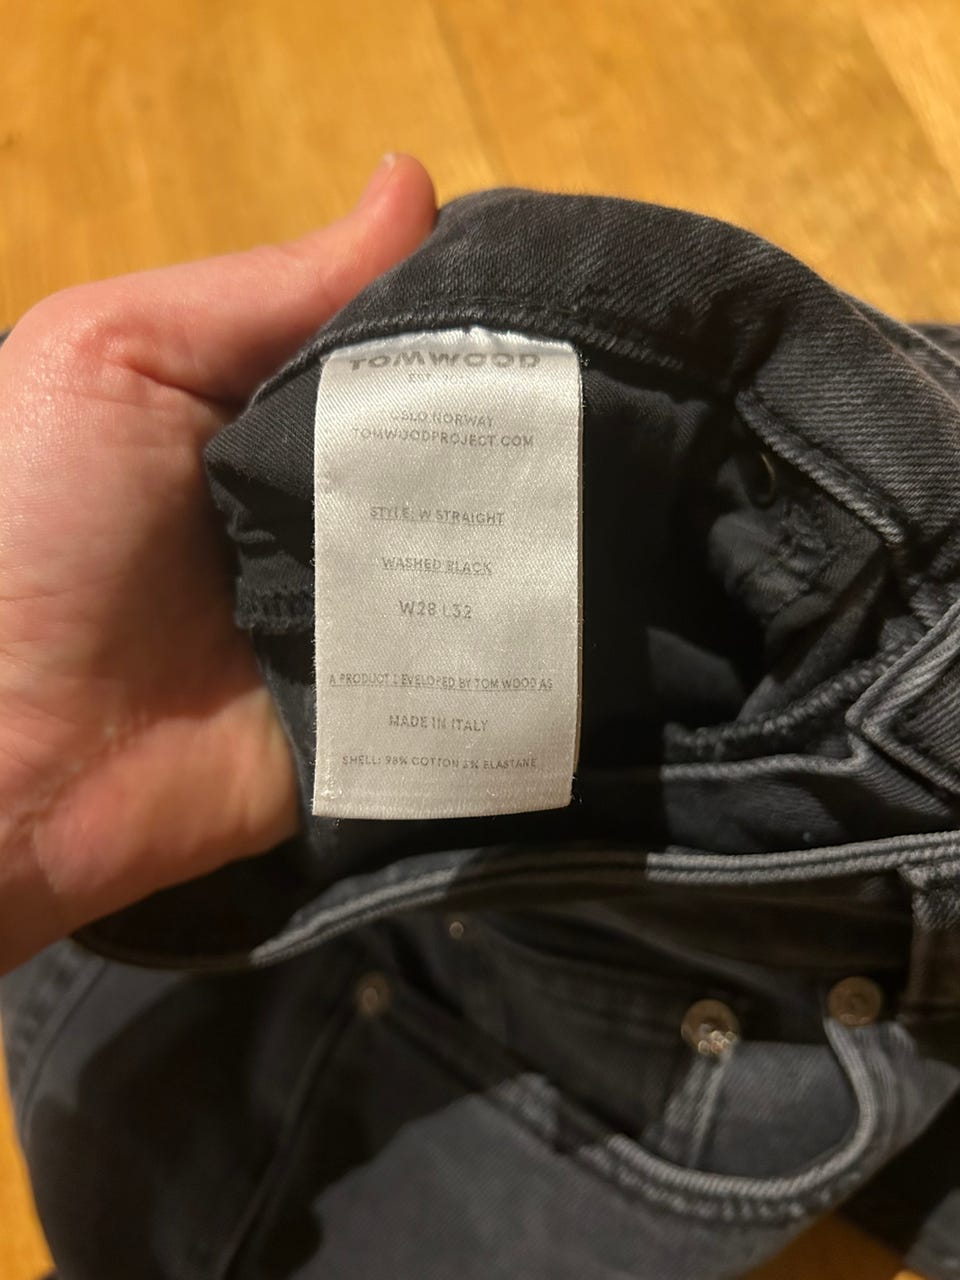 TOMWOOD
EST
OSLO NORWAY
TOMWOODPROJECT.COM
STYLE: W STRAIGHT
WASHED BLACK
W28 L32
A PRODUCT DEVELOPED BY TOM WOOD AS
MADE IN ITALY
SHELL: 98% COTTON 2% ELASTANE